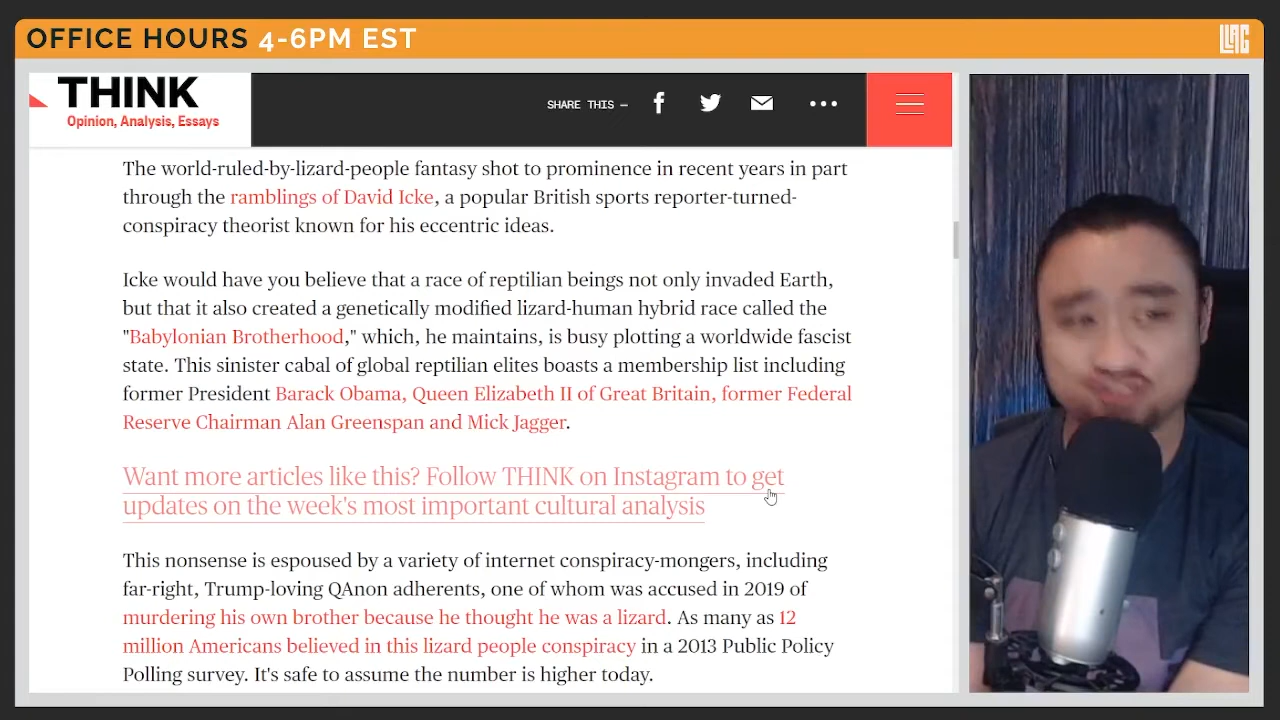 OFFICE HOURS 4-6PM EST
LLAG
THINK
Opinion, Analysis, Essays
SHARE THIS —
The world-ruled-by-lizard-people fantasy shot to prominence in recent years in part
through the ramblings of David Icke, a popular British sports reporter-turned-
conspiracy theorist known for his eccentric ideas.
Icke would have you believe that a race of reptilian beings not only invaded Earth,
but that it also created a genetically modified lizard-human hybrid race called the
"Babylonian Brotherhood," which, he maintains, is busy plotting a worldwide fascist
state. This sinister cabal of global reptilian elites boasts a membership list including
former President Barack Obama, Queen Elizabeth II of Great Britain, former Federal
Reserve Chairman Alan Greenspan and Mick Jagger.
Want more articles like this? Follow THINK on Instagram to get
updates on the week's most important cultural analysis
This nonsense is espoused by a variety of internet conspiracy-mongers, including
far-right, Trump-loving QAnon adherents, one of whom was accused in 2019 of
murdering his own brother because he thought he was a lizard. As many as 12
million Americans believed in this lizard people conspiracy in a 2013 Public Policy
Polling survey. It's safe to assume the number is higher today.